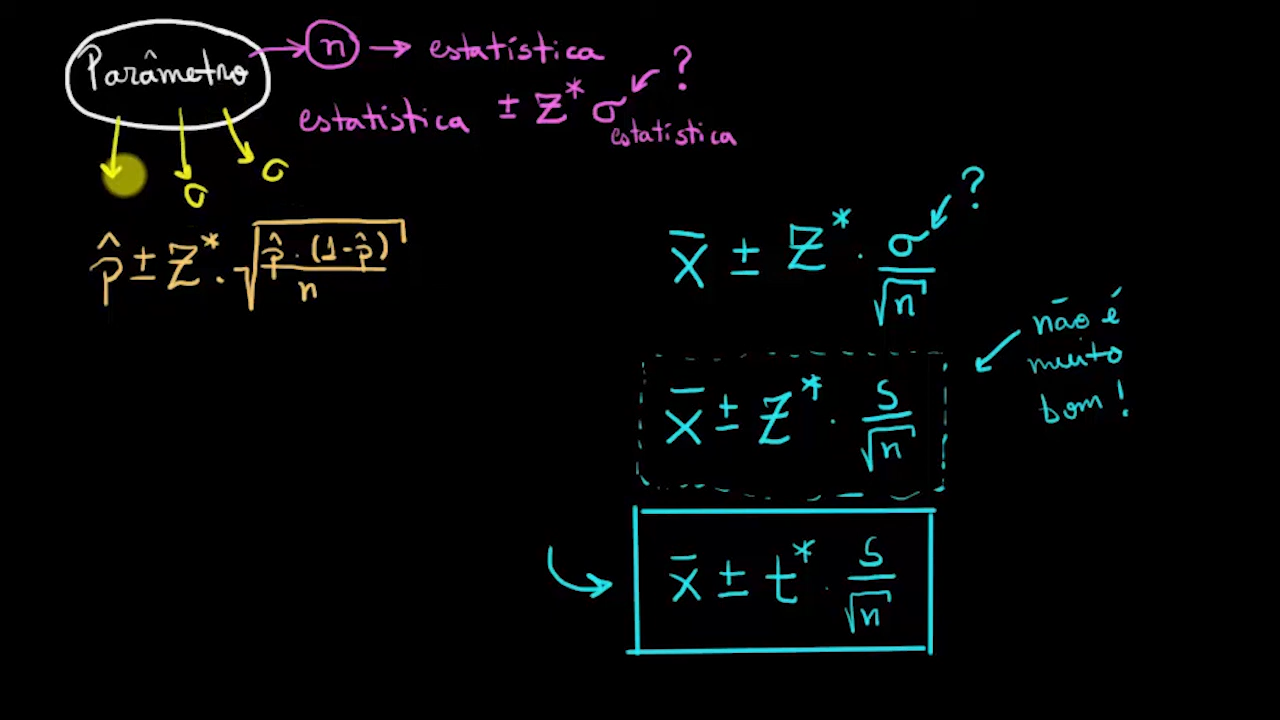 Parâmetro → n → estatística
estatística ± Z* σ estatística ?
σ σ
p̂ ± Z* · √(p̂ · (1-p̂) / n)
x̄ ± Z* · σ/√n ?
não é
muito
bom!
x̄ ± Z* · S/√n
x̄ ± t* · S/√n